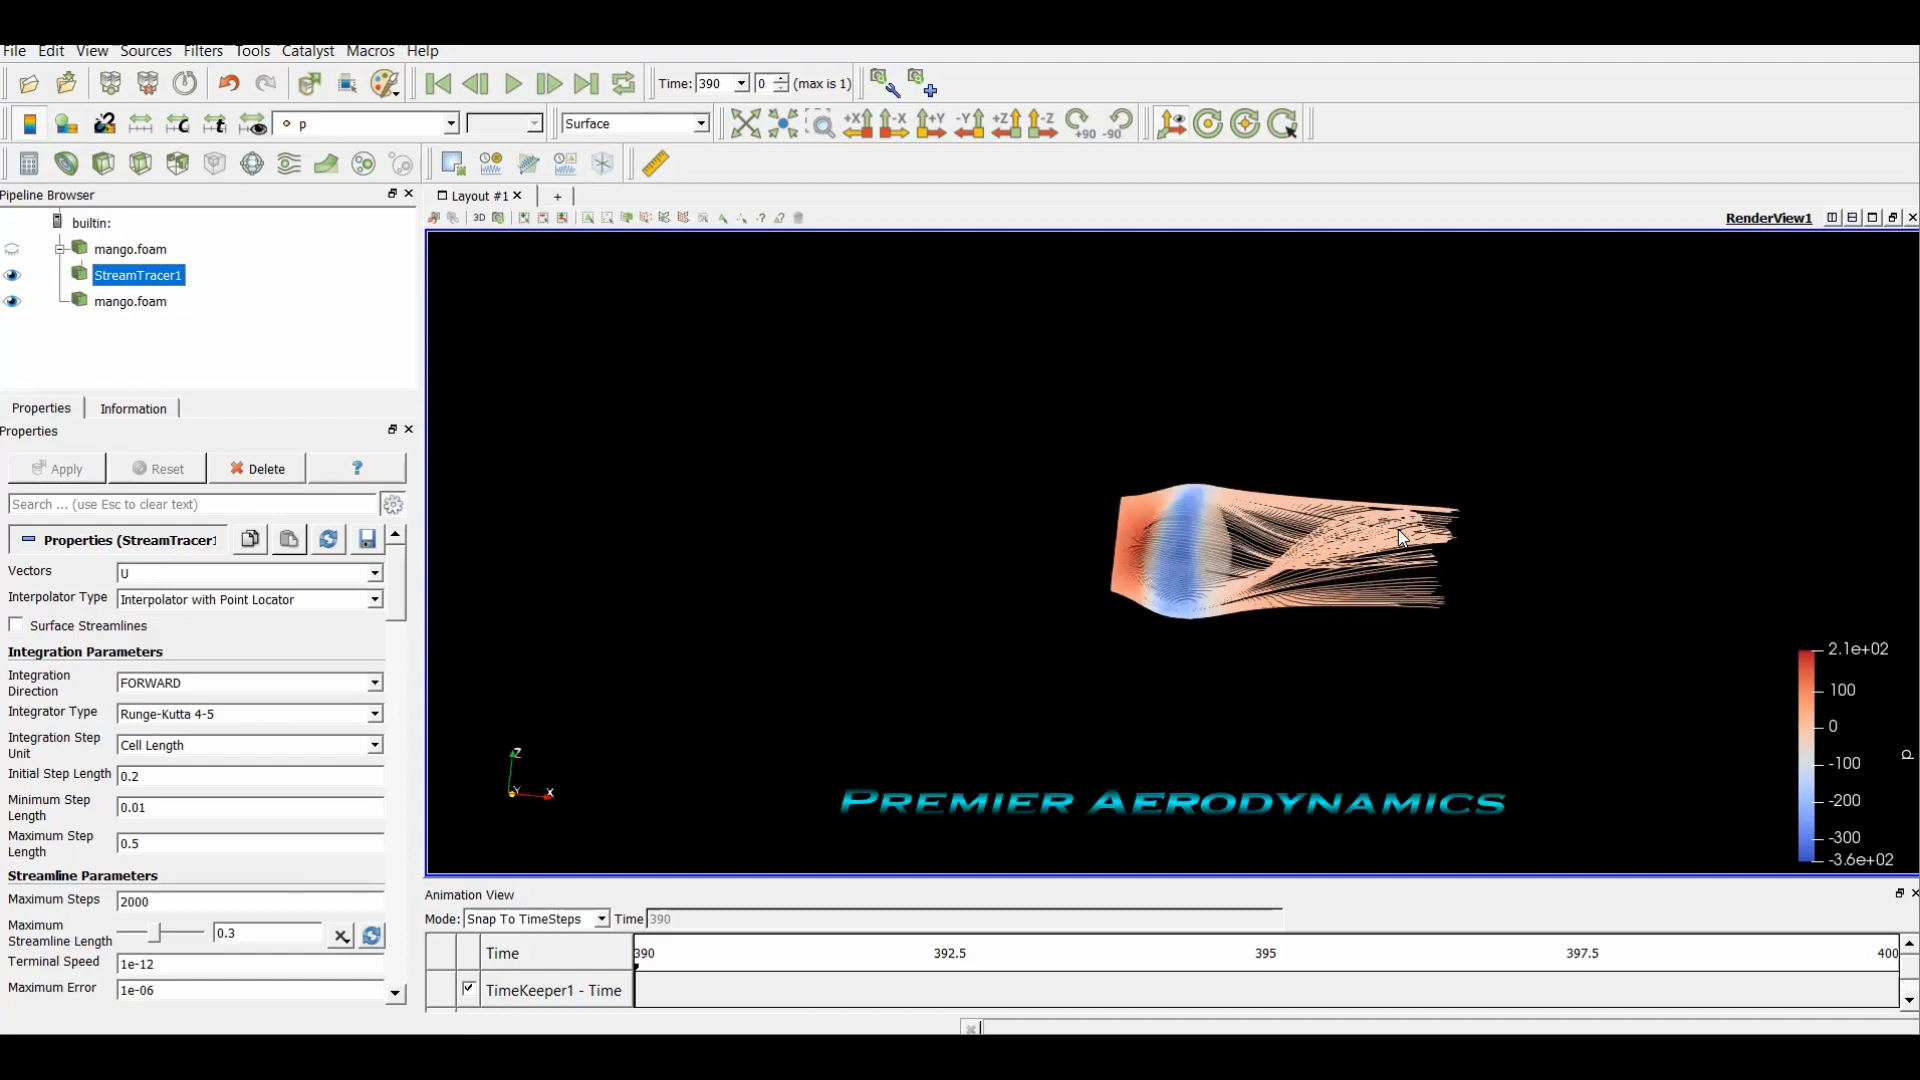 File Edit View Sources Filters Tools Catalyst Macros Help
Time: 390 0 (max is 1)
p
Surface
+X -X +Y -Y +Z -Z +90 -90
Pipeline Browser
Layout #1
+
3D
RenderView1
builtin:
mango.foam
StreamTracer1
mango.foam
Properties Information
Properties
Apply Reset Delete ?
Search ... (use Esc to clear text)
Properties (StreamTracer1
Vectors U
Interpolator Type Interpolator with Point Locator
Surface Streamlines
Integration Parameters
Integration Direction FORWARD
Integrator Type Runge-Kutta 4-5
Integration Step Unit Cell Length
Initial Step Length 0.2
Minimum Step Length 0.01
Maximum Step Length 0.5
Streamline Parameters
Maximum Steps 2000
Maximum Streamline Length 0.3
Terminal Speed 1e-12
Maximum Error 1e-06
2.1e+02
100
0
-100
-200
-300
-3.6e+02
p
Z
Y
X
PREMIER AERODYNAMICS
Animation View
Mode: Snap To TimeSteps Time 390
Time 390 392.5 395 397.5 400
TimeKeeper1 - Time